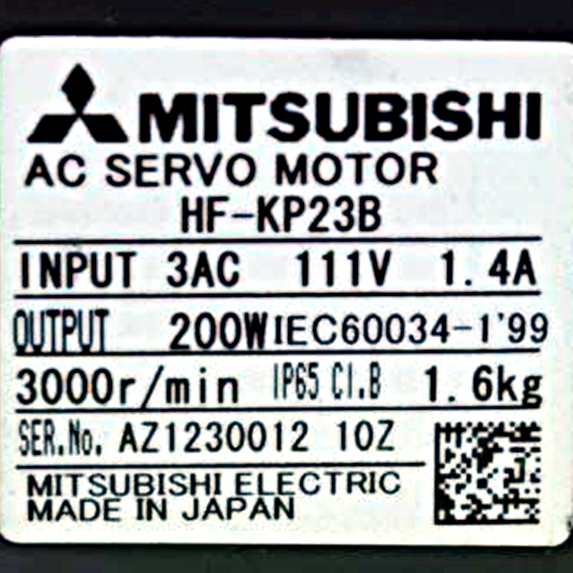 MITSUBISHI
AC SERVO MOTOR
HF-KP23B
INPUT 3AC 111V 1.4A
OUTPUT 200W IEC60034-1'99
3000r/min IP65 Cl.B 1.6kg
SER.No. AZ1230012 10Z
MITSUBISHI ELECTRIC
MADE IN JAPAN